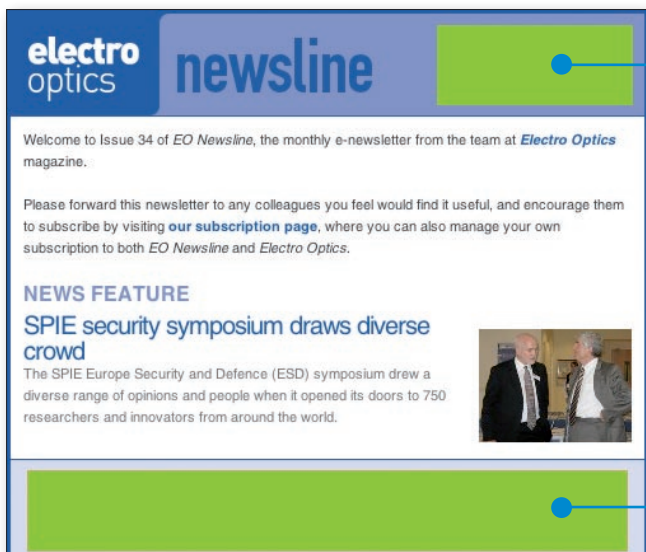 electro
optics
newsline
Welcome to Issue 34 of EO Newsline, the monthly e-newsletter from the team at Electro Optics
magazine.
Please forward this newsletter to any colleagues you feel would find it useful, and encourage them
to subscribe by visiting our subscription page, where you can also manage your own
subscription to both EO Newsline and Electro Optics.
NEWS FEATURE
SPIE security symposium draws diverse
crowd
The SPIE Europe Security and Defence (ESD) symposium drew a
diverse range of opinions and people when it opened its doors to 750
researchers and innovators from around the world.